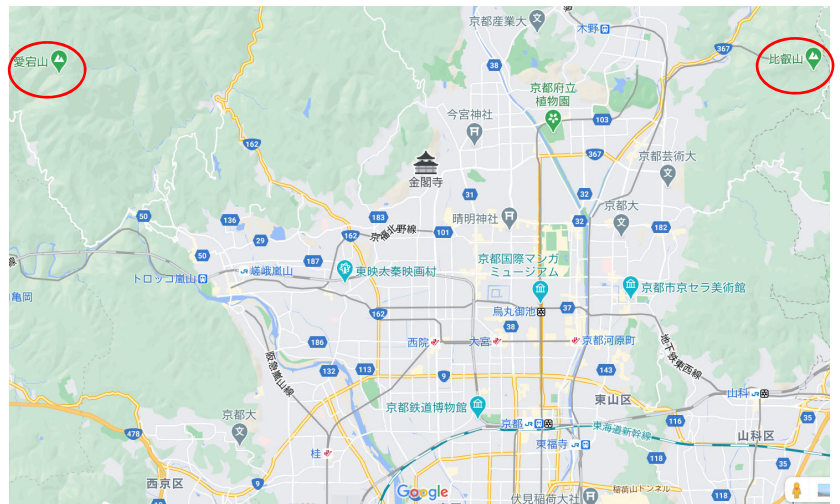 京都産業大
木野
367
愛宕山
比叡山
38
京都府立
植物園
今宮神社
103
162
367
京都芸術大
金閣寺
31
32
50
136
183
晴明神社
32
京都大
182
京福北野線
101
29
50
187
京都国際マンガ
ミュージアム
トロッコ嵐山
嵯峨嵐山
東映太秦映画村
京都市京セラ美術館
亀岡
162
烏丸御池
37
38
186
西院
大宮
京都河原町
地下鉄東西線
阪急嵐山線
132
113
9
143
山科
東山区
京都鉄道博物館
京都大
116
35
478
京都
東海道新幹線
山科区
東福寺
118
35
桂
西京区
9
Google
稲荷山トンネル
118
伏見稲荷大社